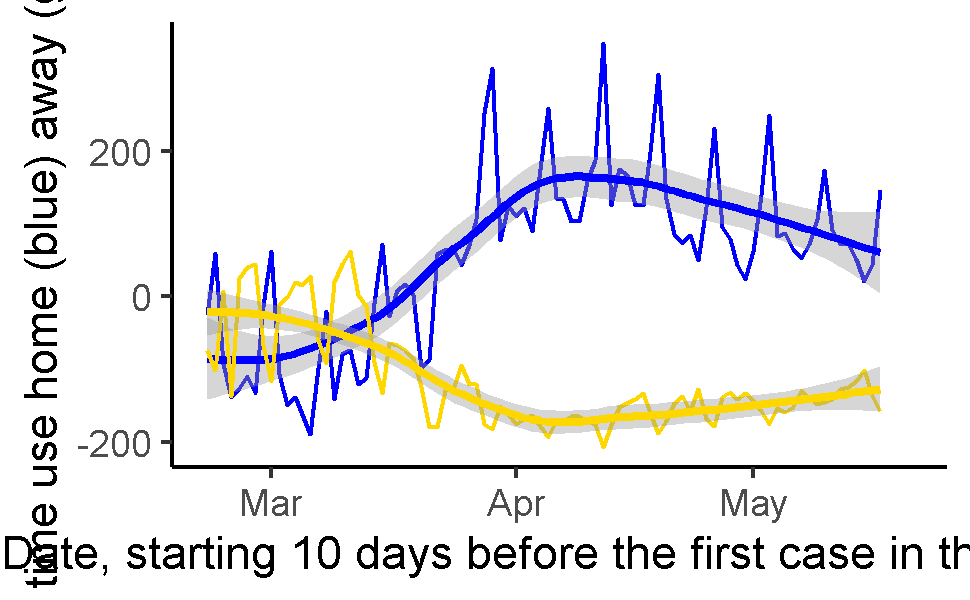 time use home (blue) away (
200
0
-200
Mar Apr May
Date, starting 10 days before the first case in th